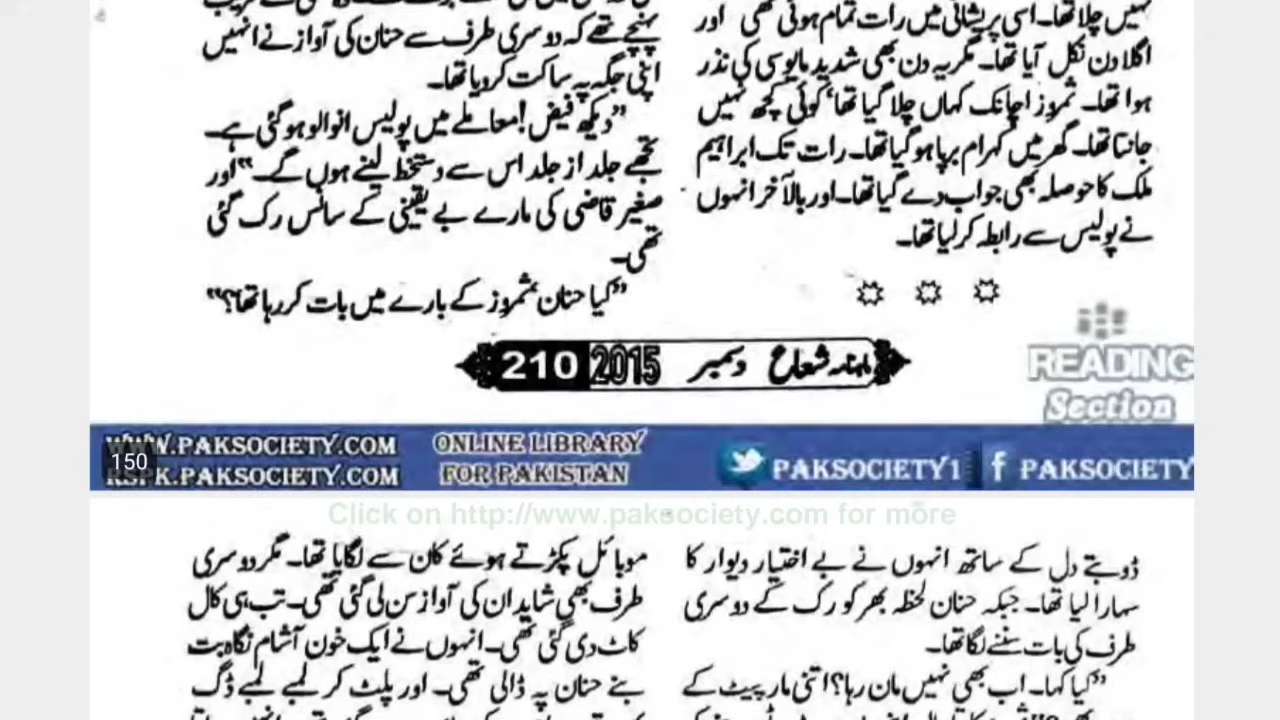 نہیں چلا تھا۔ اسی پریشانی میں رات تمام ہوئی تھی اور
اگلا دن نکل آیا تھا۔ مگر یہ دن بھی شدید مایوسی کی نذر
ہوا تھا۔ شمروز اچانک کہاں چلا گیا تھا‘ کوئی کچھ نہیں
جانتا تھا۔ گھر میں کہرام برپا ہو گیا تھا۔ رات تک ابراہیم
ملک کا حوصلہ بھی جواب دے گیا تھا۔ اور بالآخر انہوں
نے پولیس سے رابطہ کر لیا تھا۔
پہنچے تھے کہ دوسری طرف سے حنان کی آواز نے انہیں
اپنی جگہ پہ ساکت کر دیا تھا۔
”دیکھ فیض! معاملے میں پولیس انوالو ہو گئی ہے۔
تجھے جلد از جلد اس سے دستخط لینے ہوں گے۔“ اور
صغیر قاضی کی مارے بے یقینی کے سانس رک گئی
تھی۔
”کیا حنان، شمروز کے بارے میں بات کر رہا تھا؟“
ماہنامہ شعاع دسمبر 2015 210
READING
Section
WWW.PAKSOCIETY.COM
RSPK.PAKSOCIETY.COM
150
ONLINE LIBRARY
FOR PAKISTAN
PAKSOCIETY1
PAKSOCIETY
Click on http://www.paksociety.com for more
ڈوبتے دل کے ساتھ انہوں نے بے اختیار دیوار کا
سہارا لیا تھا۔ جبکہ حنان لحظہ بھر کو رک کے دوسری
طرف کی بات سننے لگا تھا۔
”کیا کہا۔ اب بھی نہیں مان رہا؟ اتنی مار پیٹ کے
موبائل پکڑتے ہوئے کان سے لگایا تھا۔ مگر دوسری
طرف بھی شاید ان کی آواز سن لی گئی تھی۔ تب ہی کال
کاٹ دی گئی تھی۔ انہوں نے ایک خون آشام نگاہ بت
بنے حنان پہ ڈالی تھی۔ اور پلٹ کر لمبے لمبے ڈگ